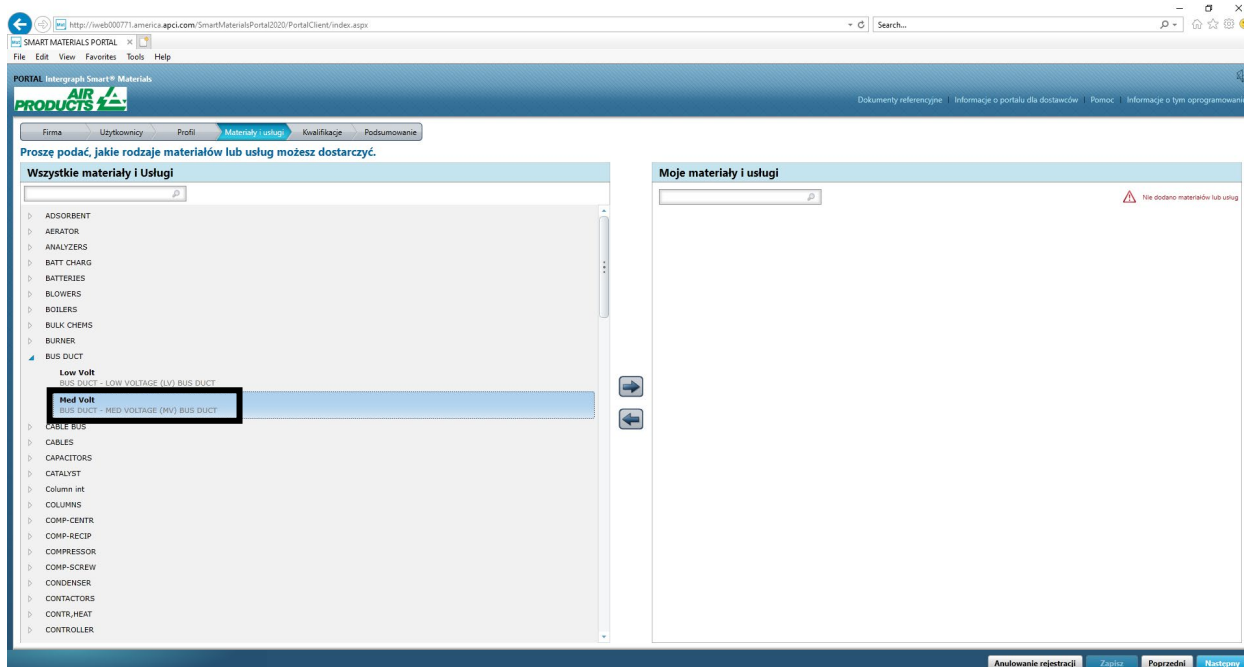 http://iweb000771.america.apci.com/SmartMaterialsPortal2020/PortalClient/index.aspx
Search...
SMART MATERIALS PORTAL
File Edit View Favorites Tools Help
PORTAL Intergraph Smart® Materials
AIR PRODUCTS
Dokumenty referencyjne | Informacje o portalu dla dostawców | Pomoc | Informacje o tym oprogramowani
Firma Użytkownicy Profil Materiały i usługi Kwalifikacje Podsumowanie
Proszę podać, jakie rodzaje materiałów lub usług możesz dostarczyć.
Wszystkie materiały i Usługi
ADSORBENT
AERATOR
ANALYZERS
BATT CHARG
BATTERIES
BLOWERS
BOILERS
BULK CHEMS
BURNER
BUS DUCT
Low Volt
BUS DUCT - LOW VOLTAGE (LV) BUS DUCT
Med Volt
BUS DUCT - MED VOLTAGE (MV) BUS DUCT
CABLE BUS
CABLES
CAPACITORS
CATALYST
Column int
COLUMNS
COMP-CENTR
COMP-RECIP
COMPRESSOR
COMP-SCREW
CONDENSER
CONTACTORS
CONTR,HEAT
CONTROLLER
Moje materiały i usługi
Nie dodano materiałów lub usług
Anulowanie rejestracji Zapisz Poprzedni Następny